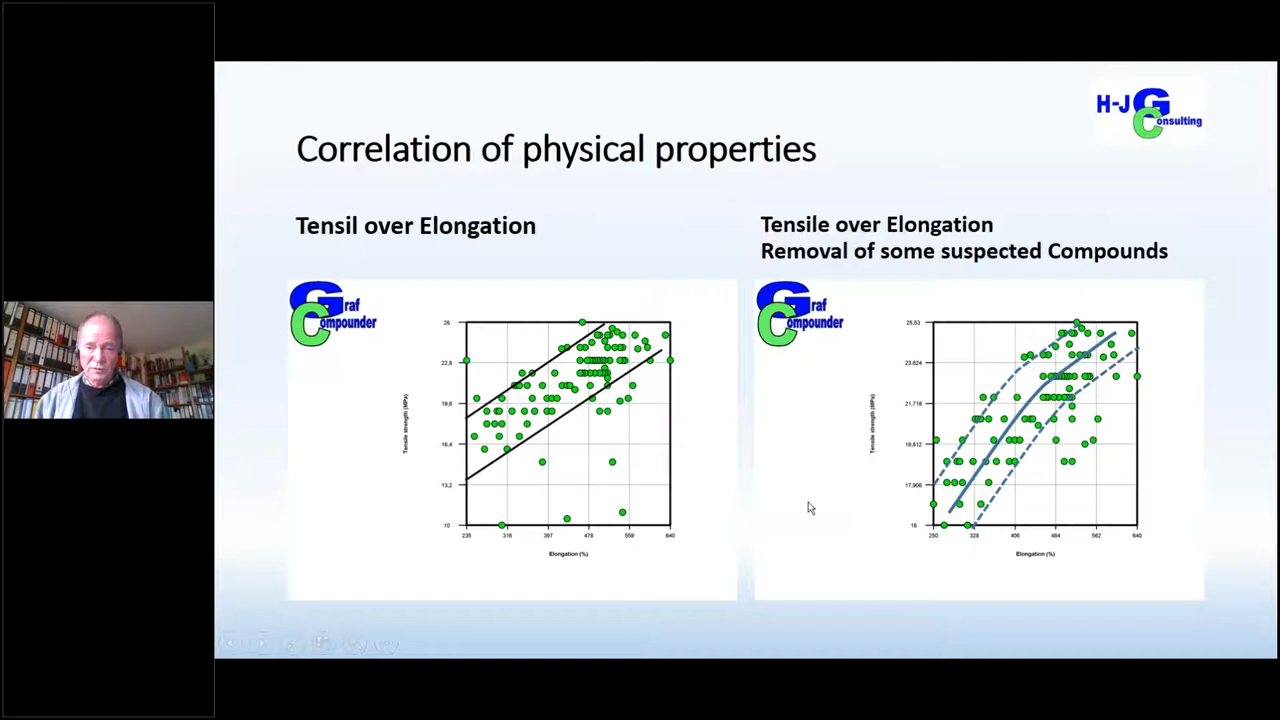 H-J G
Consulting
Correlation of physical properties
Tensil over Elongation
Tensile over Elongation
Removal of some suspected Compounds
Graf
Compounder
26
22,8
19,6
16,4
13,2
10
235
316
397
478
559
640
Tensile strength (MPa)
Elongation (%)
Graf
Compounder
25,53
23,624
21,718
19,812
17,906
16
250
328
406
484
562
640
Tensile strength (MPa)
Elongation (%)